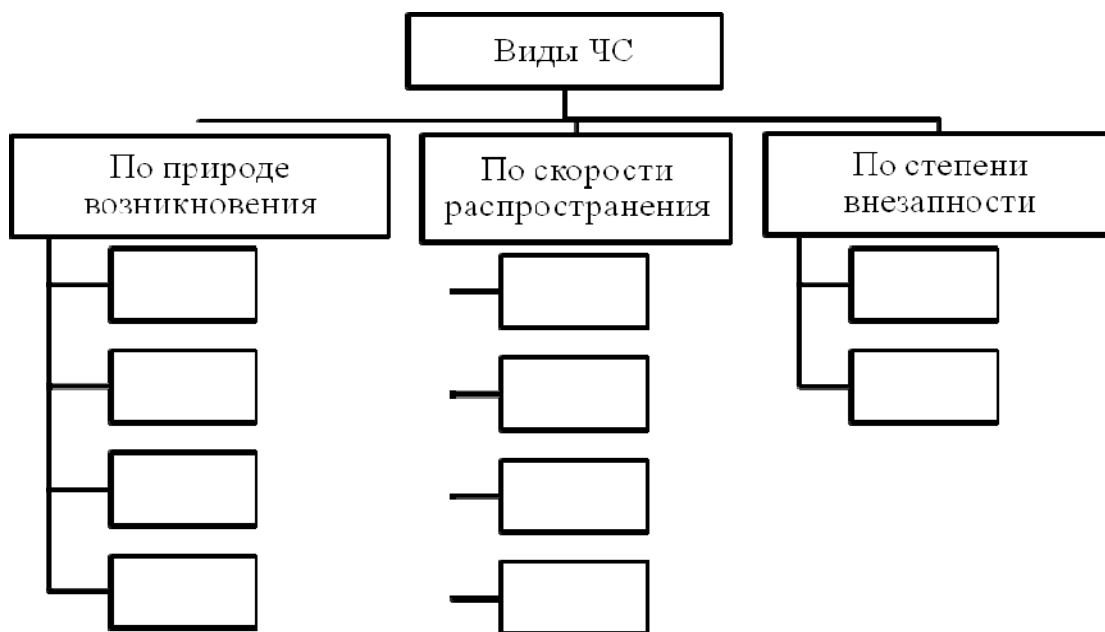 Виды ЧС
По природе
возникновения
По скорости
распространения
По степени
внезапности